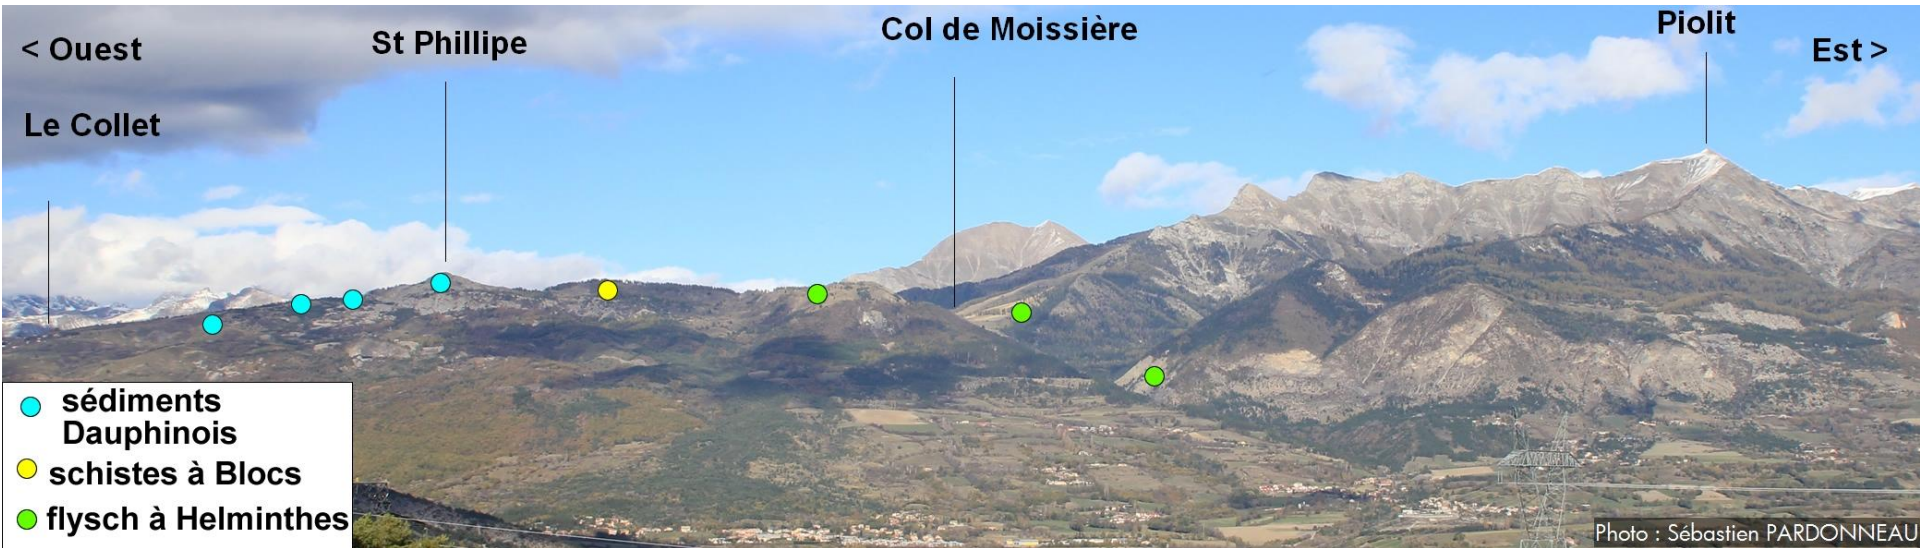 < Ouest
St Phillipe
Col de Moissière
Piolit
Est >
Le Collet
sédiments
Dauphinois
schistes à Blocs
flysch à Helminthes
Photo : Sébastien PARDONNEAU